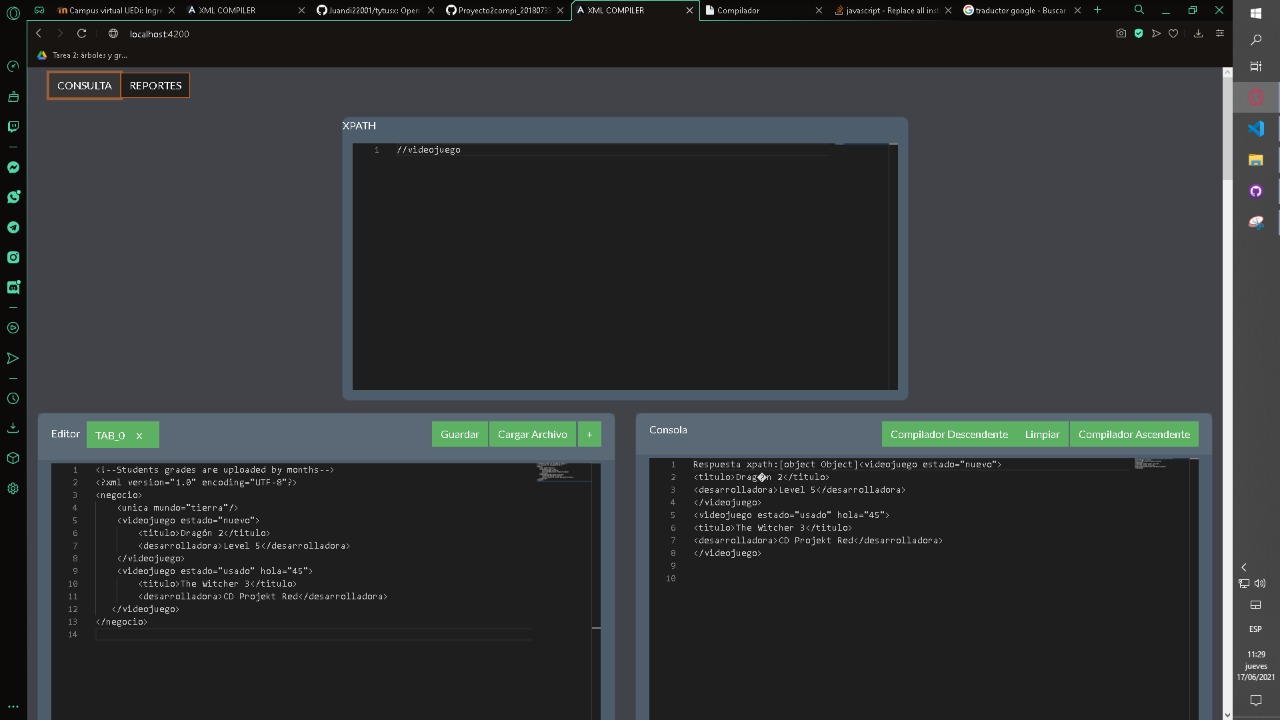 Campus virtual UEDi: Ingre
XML COMPILER
Juandi22001/tytusx: Open
Proyecto2compi_20180733
XML COMPILER
Compilador
javascript - Replace all inst
traductor google - Buscar
localhost:4200
Tarea 2: árboles y gr...
CONSULTA
REPORTES
XPATH
1 //videojuego
Editor
TAB_0 x
Guardar
Cargar Archivo
+
1 <!--Students grades are uploaded by months-->
2 <?xml version="1.0" encoding="UTF-8"?>
3 <negocio>
4 <unica mundo="tierra"/>
5 <videojuego estado="nuevo">
6 <titulo>Dragón 2</titulo>
7 <desarrolladora>Level 5</desarrolladora>
8 </videojuego>
9 <videojuego estado="usado" hola="45">
10 <titulo>The Witcher 3</titulo>
11 <desarrolladora>CD Projekt Red</desarrolladora>
12 </videojuego>
13 </negocio>
14
Consola
Compilador Descendente
Limpiar
Compilador Ascendente
1 Respuesta xpath:[object Object]<videojuego estado="nuevo">
2 <titulo>Drag�n 2</titulo>
3 <desarrolladora>Level 5</desarrolladora>
4 </videojuego>
5 <videojuego estado="usado" hola="45">
6 <titulo>The Witcher 3</titulo>
7 <desarrolladora>CD Projekt Red</desarrolladora>
8 </videojuego>
9
10
ESP
11:29
jueves
17/06/2021